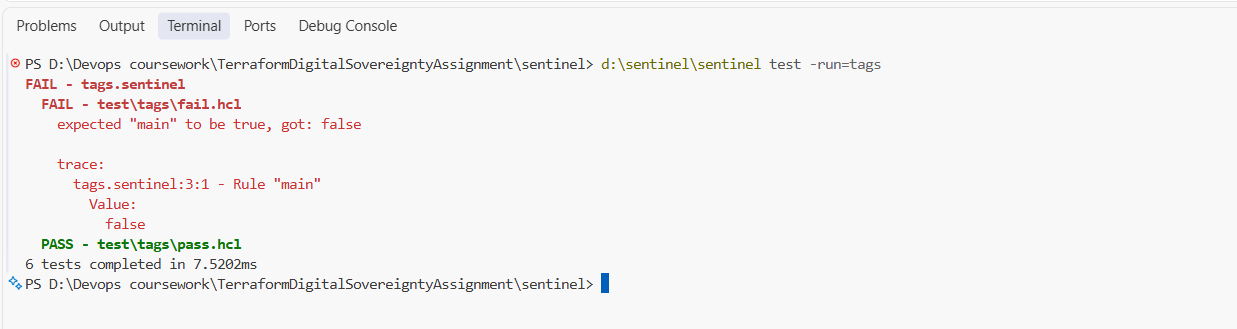 Problems Output Terminal Ports Debug Console
PS D:\Devops coursework\TerraformDigitalSovereigntyAssignment\sentinel> d:\sentinel\sentinel test -run=tags
FAIL - tags.sentinel
FAIL - test\tags\fail.hcl
expected "main" to be true, got: false
trace:
tags.sentinel:3:1 - Rule "main"
Value:
false
PASS - test\tags\pass.hcl
6 tests completed in 7.5202ms
PS D:\Devops coursework\TerraformDigitalSovereigntyAssignment\sentinel>